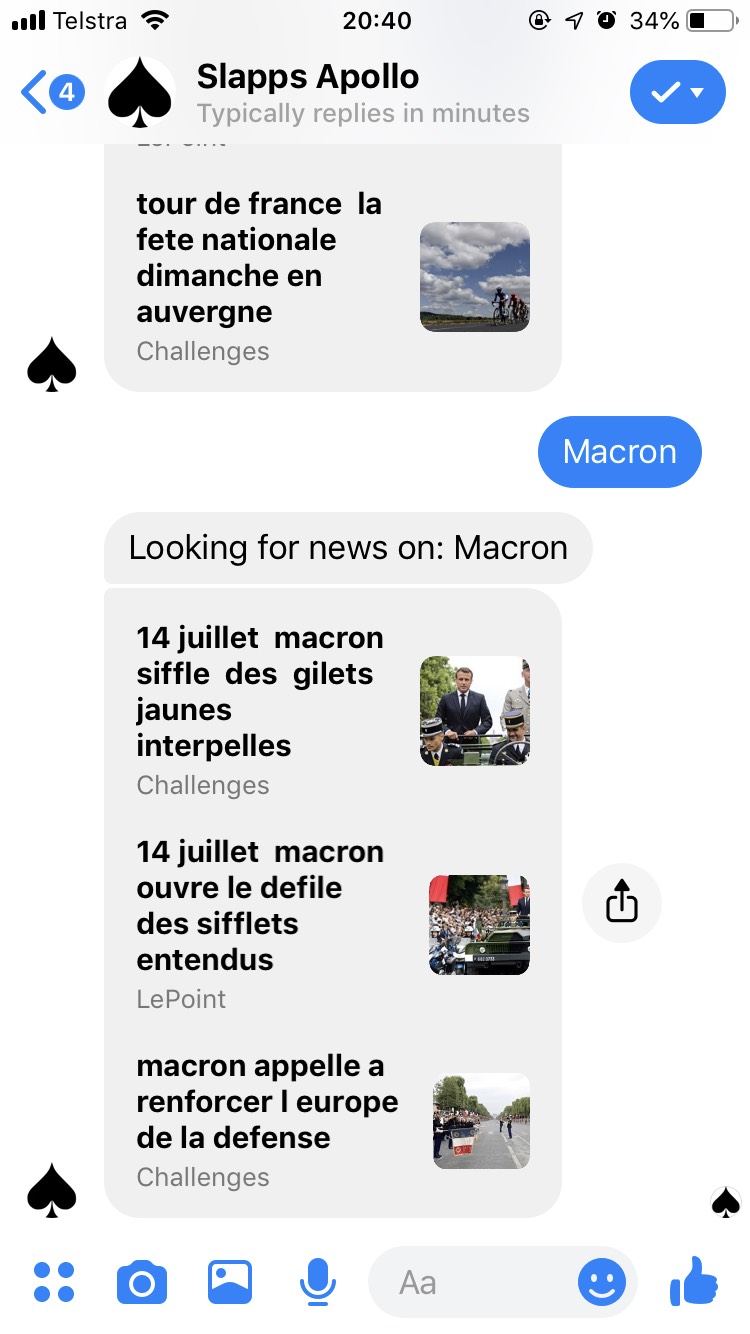 Telstra 20:40 34%
4 Slapps Apollo
Typically replies in minutes
LePoint
tour de france  la
fete nationale
dimanche en
auvergne
Challenges
Macron
Looking for news on: Macron
14 juillet  macron
siffle  des  gilets
jaunes
interpelles
Challenges
14 juillet  macron
ouvre le defile
des sifflets
entendus
LePoint
macron appelle a
renforcer l europe
de la defense
Challenges
Aa